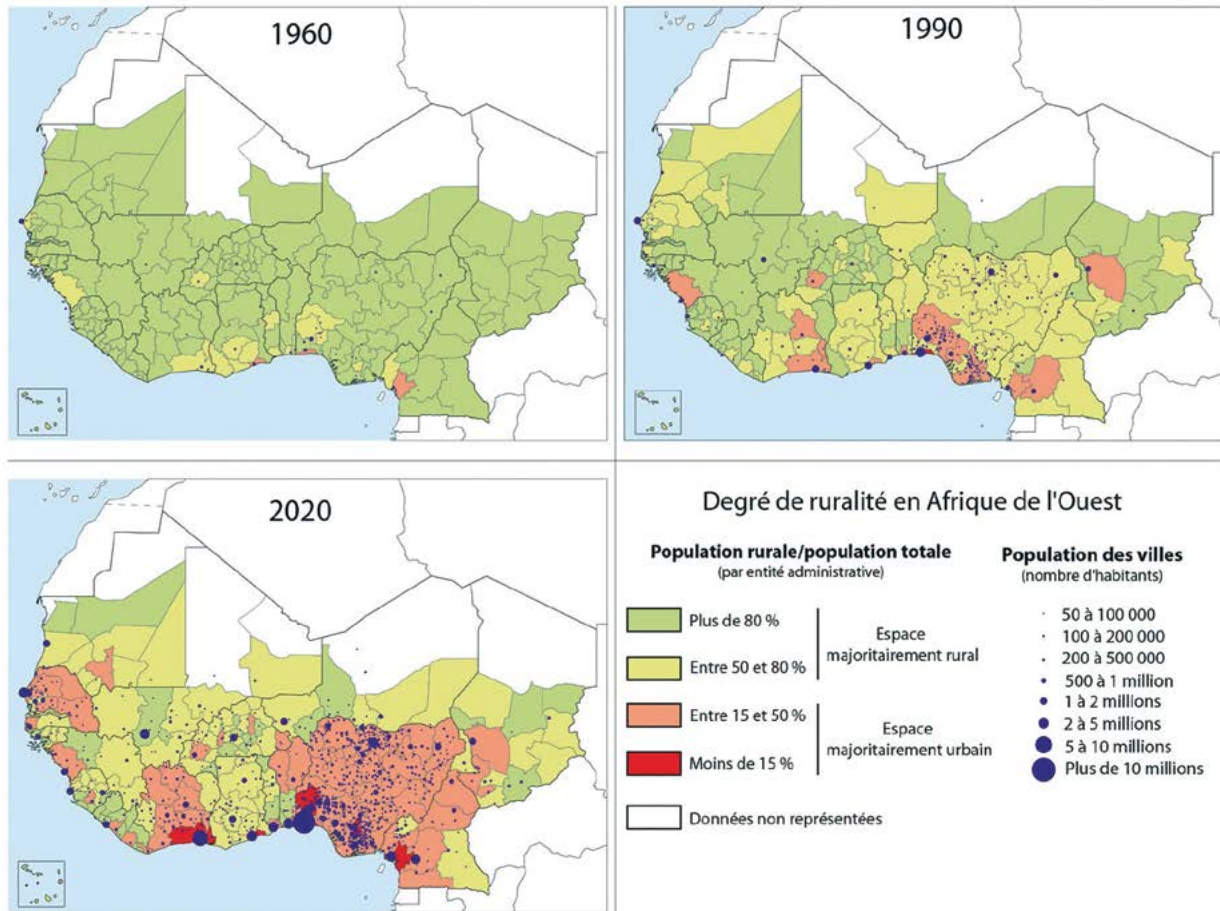 1960
1990
2020
Degré de ruralité en Afrique de l'Ouest
Population rurale/population totale
(par entité administrative)
Plus de 80 %
Entre 50 et 80 %
Espace
majoritairement rural
Entre 15 et 50 %
Moins de 15 %
Espace
majoritairement urbain
Données non représentées
Population des villes
(nombre d'habitants)
50 à 100 000
100 à 200 000
200 à 500 000
500 à 1 million
1 à 2 millions
2 à 5 millions
5 à 10 millions
Plus de 10 millions